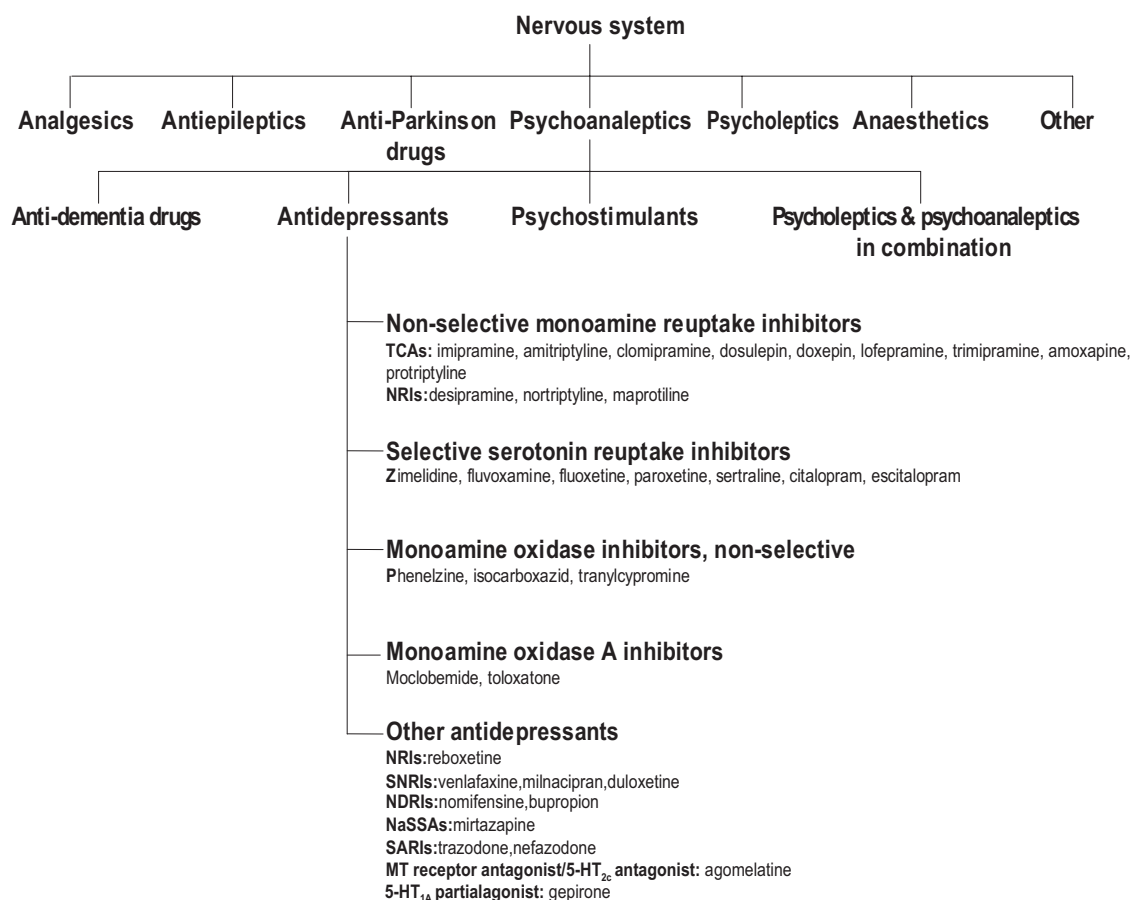 Nervous system
Analgesics Antiepileptics Anti-Parkinson Psychoanaleptics Psycholeptics Anaesthetics Other
drugs
Anti-dementia drugs Antidepressants Psychostimulants Psycholeptics & psychoanaleptics
in combination
Non-selective monoamine reuptake inhibitors
TCAs: imipramine, amitriptyline, clomipramine, dosulepin, doxepin, lofepramine, trimipramine, amoxapine,
protriptyline
NRIs:desipramine, nortriptyline, maprotiline
Selective serotonin reuptake inhibitors
Zimelidine, fluvoxamine, fluoxetine, paroxetine, sertraline, citalopram, escitalopram
Monoamine oxidase inhibitors, non-selective
Phenelzine, isocarboxazid, tranylcypromine
Monoamine oxidase A inhibitors
Moclobemide, toloxatone
Other antidepressants
NRIs:reboxetine
SNRIs:venlafaxine,milnacipran,duloxetine
NDRIs:nomifensine,bupropion
NaSSAs:mirtazapine
SARIs:trazodone,nefazodone
MT receptor antagonist/5-HT2c antagonist: agomelatine
5-HT1A partialagonist: gepirone